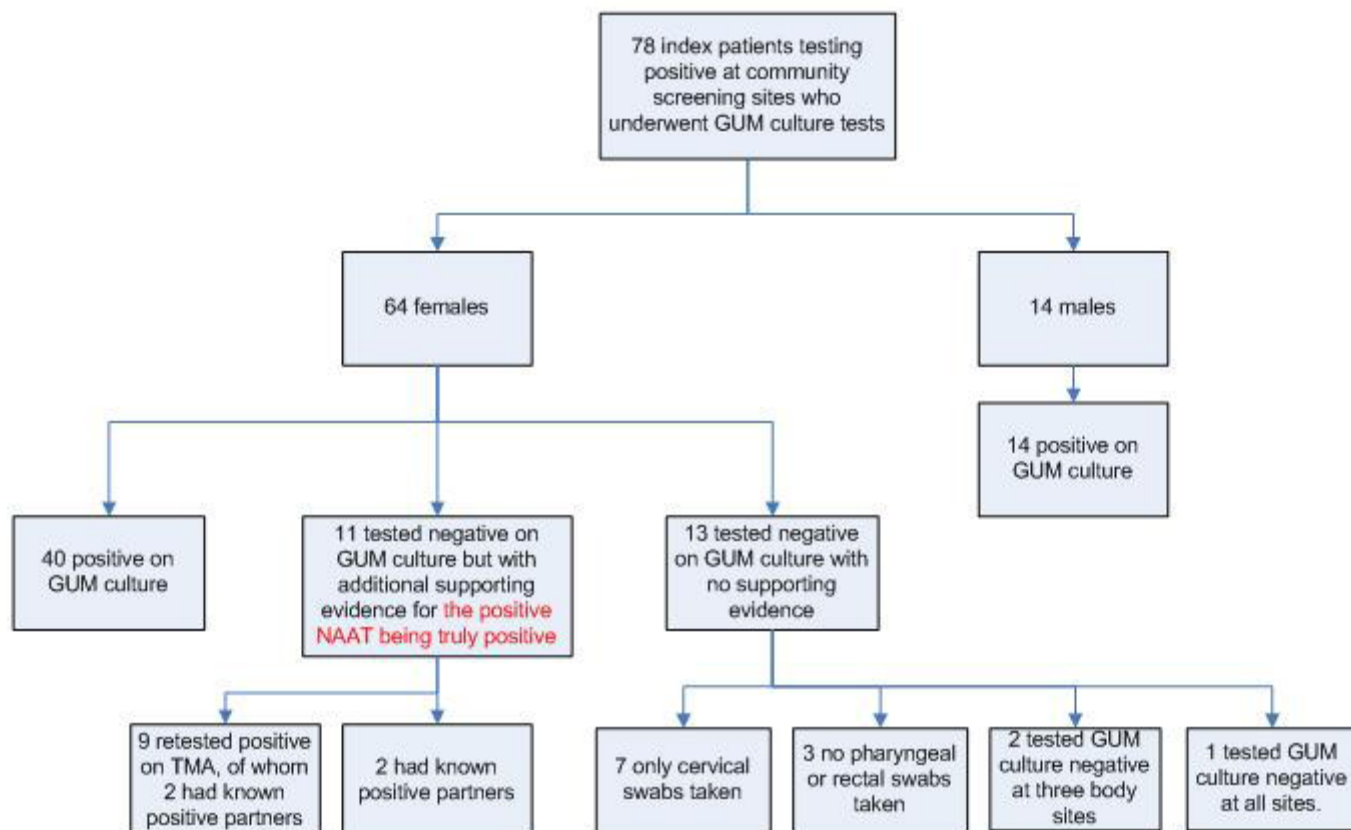 78 index patients testing
positive at community
screening sites who
underwent GUM culture tests
64 females
14 males
14 positive on
GUM culture
40 positive on
GUM culture
11 tested negative on
GUM culture but with
additional supporting
evidence for the positive
NAAT being truly positive
13 tested negative
on GUM culture with
no supporting
evidence
9 retested positive
on TMA, of whom
2 had known
positive partners
2 had known
positive partners
7 only cervical
swabs taken
3 no pharyngeal
or rectal swabs
taken
2 tested GUM
culture negative
at three body
sites
1 tested GUM
culture negative
at all sites.